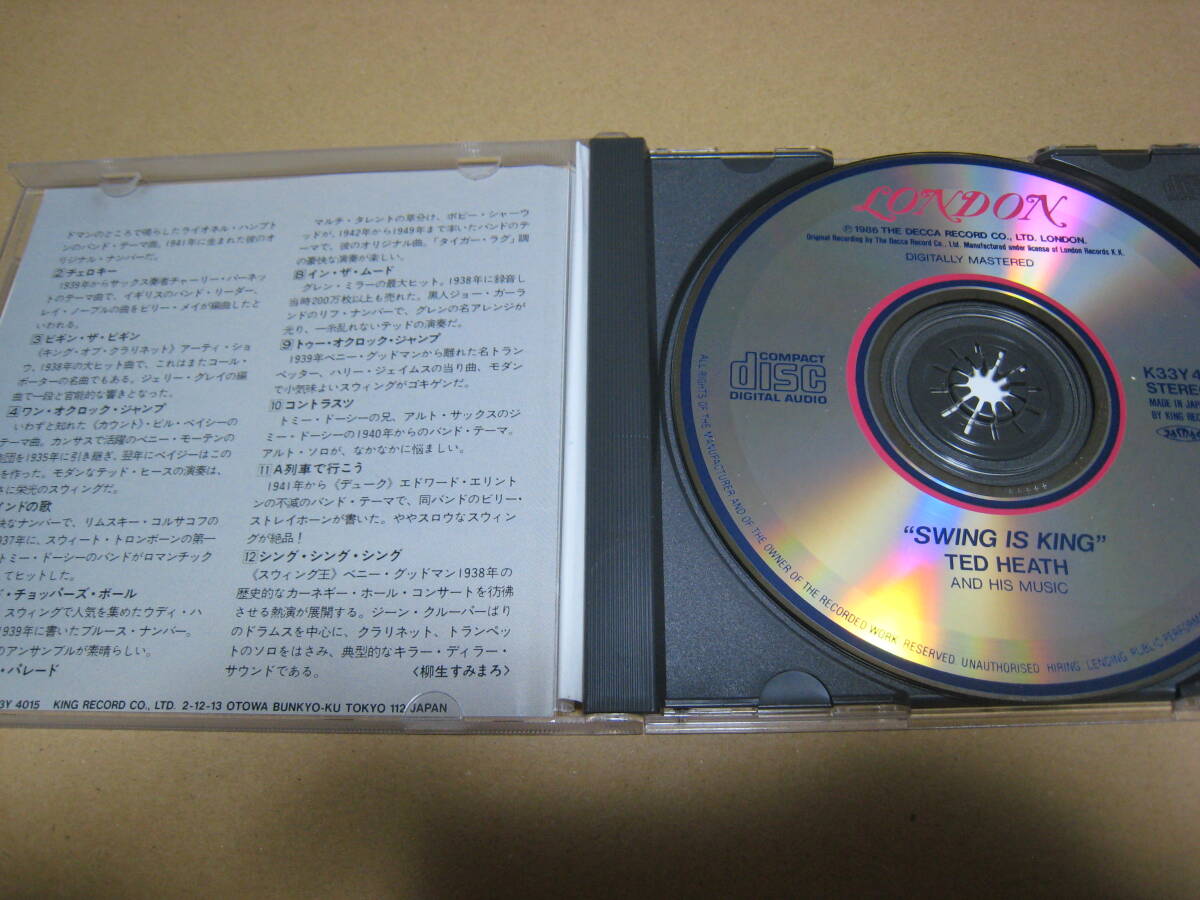 ドマンのところで鳴らしたライオネル・ハンプト
ンのバンド・テーマ曲。1941年に生まれた彼のオ
リジナル・ナンバーだ。
2 チェロキー
1939年からサックス奏者チャーリー・バーネッ
トのテーマ曲で、イギリスのバンド・リーダー、
レイ・ノーブルの曲をビリー・メイが編曲したと
いわれる。
3 ビギン・ザ・ビギン
《キング・オブ・クラリネット》アーティ・ショ
ウ、1938年の大ヒット曲で、これはまたコール・
ポーターの名曲でもある。ジェリー・グレイの編
曲で一段と官能的な響きとなった。
4 ワン・オクロック・ジャンプ
いわずと知れた《カウント》・ビル・ベイシーの
テーマ曲。カンサスで活躍のベニー・モーテンの
団を1935年に引き継ぎ、翌年にベイジーはこの
を作った。モダンなテッド・ヒースの演奏は、
に栄光のスウィングだ。
インドの歌
快なナンバーで、リムスキー・コルサコフの
937年に、スウィート・トロンボーンの第一
トミー・ドーシーのバンドがロマンチック
してヒットした。
ド・チョッパーズ・ボール
スウィングで人気を集めたウディ・ハ
1939年に書いたブルース・ナンバー。
のアンサンブルが素晴らしい。
・パレード
マルチ・タレントの草分け、ボビー・シャーウ
ッドが、1942年から1949年まで率いたバンドのテ
ーマで、彼のオリジナル曲。「タイガー・ラグ」調
の豪快な演奏が楽しい。
8 イン・ザ・ムード
グレン・ミラーの最大ヒット。1938年に録音し
当時200万枚以上も売れた。黒人ジョー・ガーラ
ンドのリフ・ナンバーで、グレンの名アレンジが
光り、一糸乱れないテッドの演奏だ。
9 トゥー・オクロック・ジャンプ
1939年ベニー・グッドマンから離れた名トラン
ペッター、ハリー・ジェイムスの当り曲、モダン
で小気味よいスウィングがゴキゲンだ。
10 コントラスツ
トミー・ドーシーの兄、アルト・サックスのジ
ミー・ドーシーの1940年からのバンド・テーマ。
アルト・ソロが、なかなかに悩ましい。
11 A列車で行こう
1941年から《デューク》エドワード・エリント
ンの不滅のバンド・テーマで、同バンドのビリー・
ストレイホーンが書いた。ややスロウなスウィン
グが絶品!
12 シング・シング・シング
《スウィング王》ベニー・グッドマン1938年の
歴史的なカーネギー・ホール・コンサートを彷彿
させる熱演が展開する。ジーン・クルーパーばり
のドラムスを中心に、クラリネット、トランペッ
トのソロをはさみ、典型的なキラー・ディラー・
サウンドである。 〈柳生すみまろ〉
3Y 4015 KING RECORD CO., LTD. 2-12-13 OTOWA BUNKYO-KU TOKYO 112 JAPAN
LONDON
Ⓟ 1986 THE DECCA RECORD CO., LTD. LONDON.
Original Recording by The Decca Record Co., Ltd. Manufactured under license of London Records K.K.
DIGITALLY MASTERED
COMPACT
disc
DIGITAL AUDIO
K33Y 4
STEREO
MADE IN JAP
BY KING REC
"SWING IS KING"
TED HEATH
AND HIS MUSIC
ALL RIGHTS OF THE MANUFACTURER AND OF THE OWNER OF THE RECORDED WORK RESERVED UNAUTHORISED HIRING, LENDING, PUBLIC PERFORM